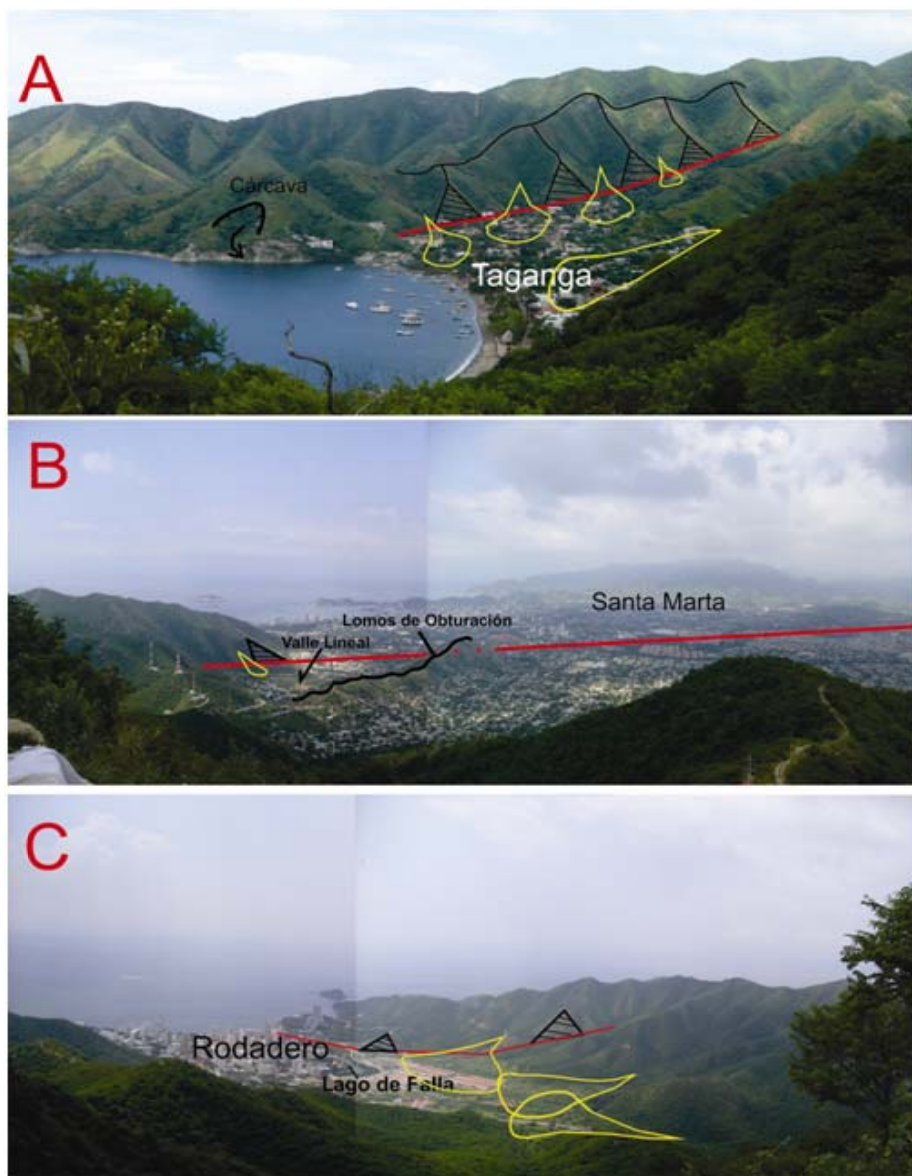 A
Cárcava
Taganga
B
Santa Marta
Lomos de Obturación
Valle Lineal
C
Rodadero
Lago de Falla